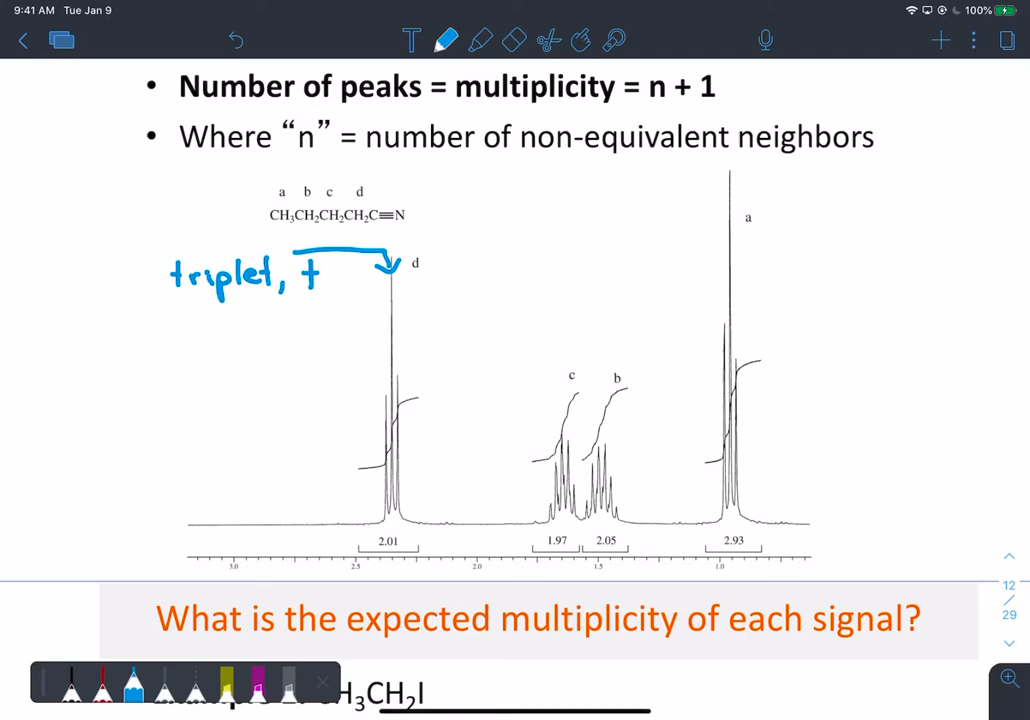 9:41 AM Tue Jan 9
100%
• Number of peaks = multiplicity = n + 1
• Where “n” = number of non-equivalent neighbors
a b c d
CH₃CH₂CH₂CH₂C≡N
a
triplet, t
d
c
b
2.01
1.97
2.05
2.93
3.0
2.5
2.0
1.5
1.0
12
/
29
What is the expected multiplicity of each signal?
CH₃CH₂I